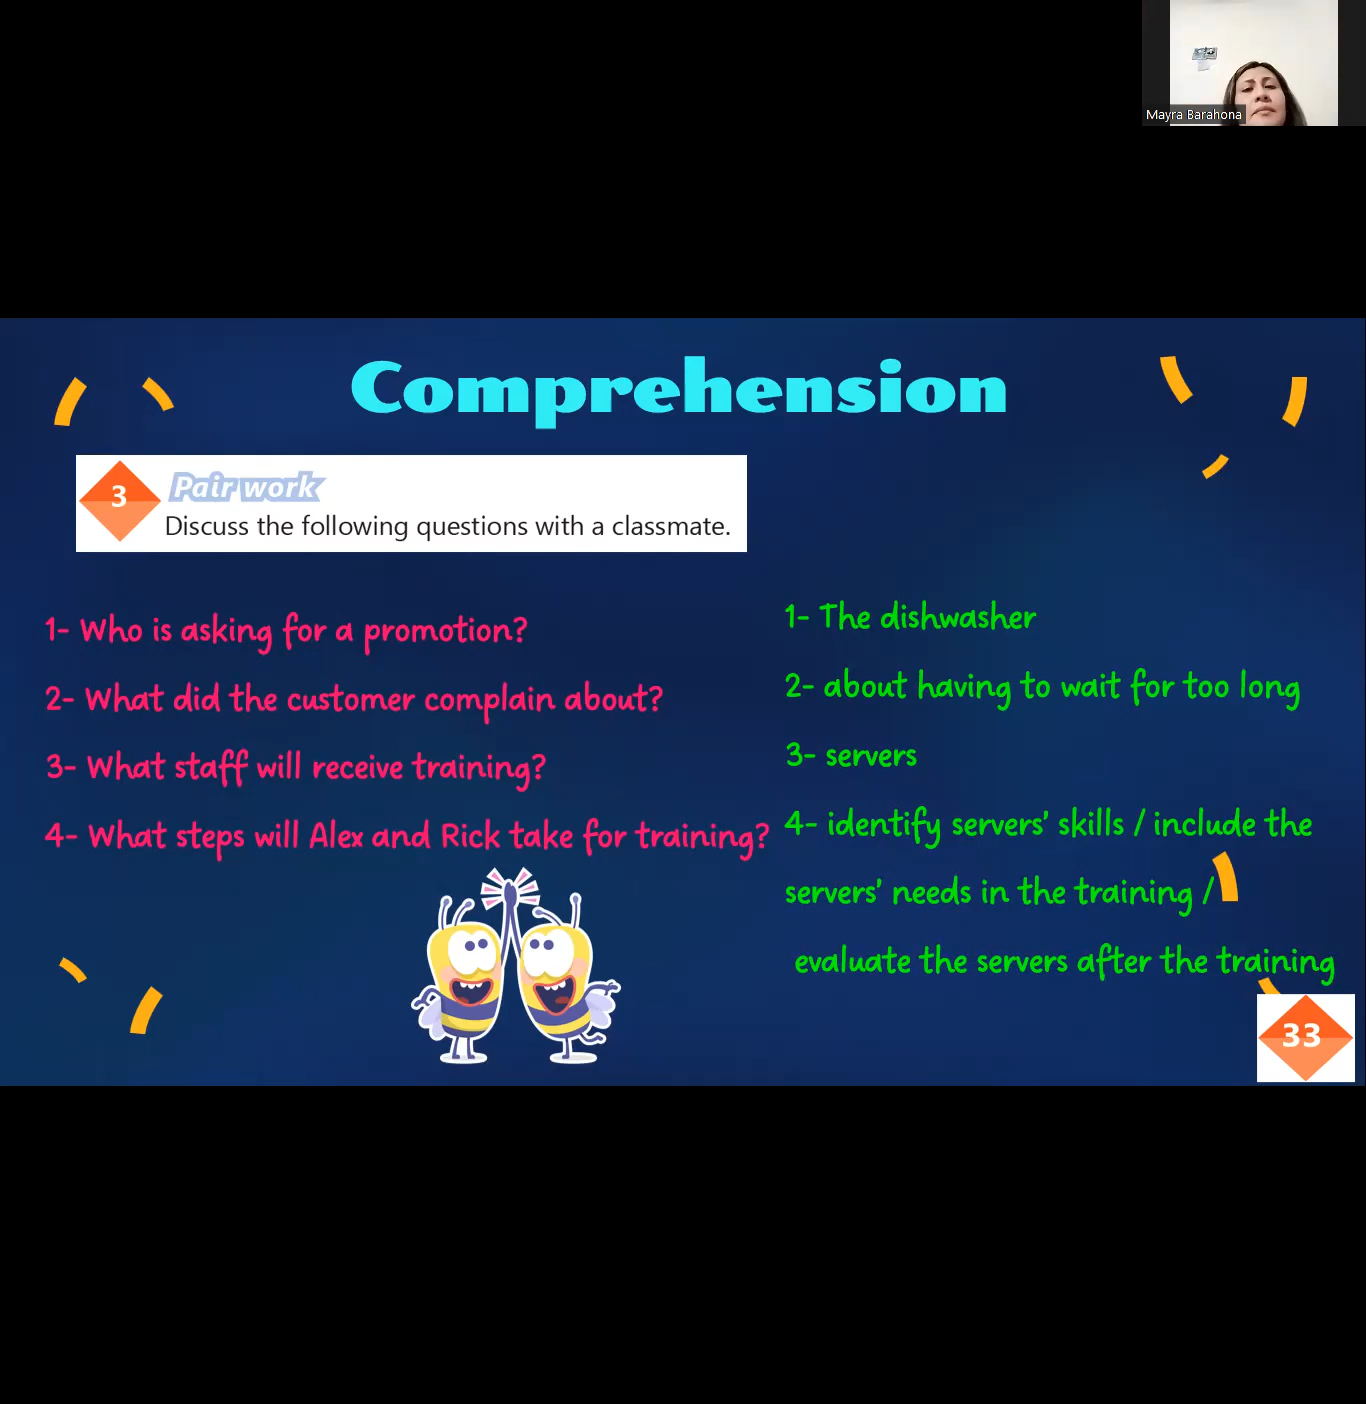 Mayra Barahona
Comprehension
3
Pair work
Discuss the following questions with a classmate.
1- Who is asking for a promotion?
2- What did the customer complain about?
3- What staff will receive training?
4- What steps will Alex and Rick take for training?
1- The dishwasher
2- about having to wait for too long
3- servers
4- identify servers' skills / include the
servers' needs in the training /
evaluate the servers after the training
33